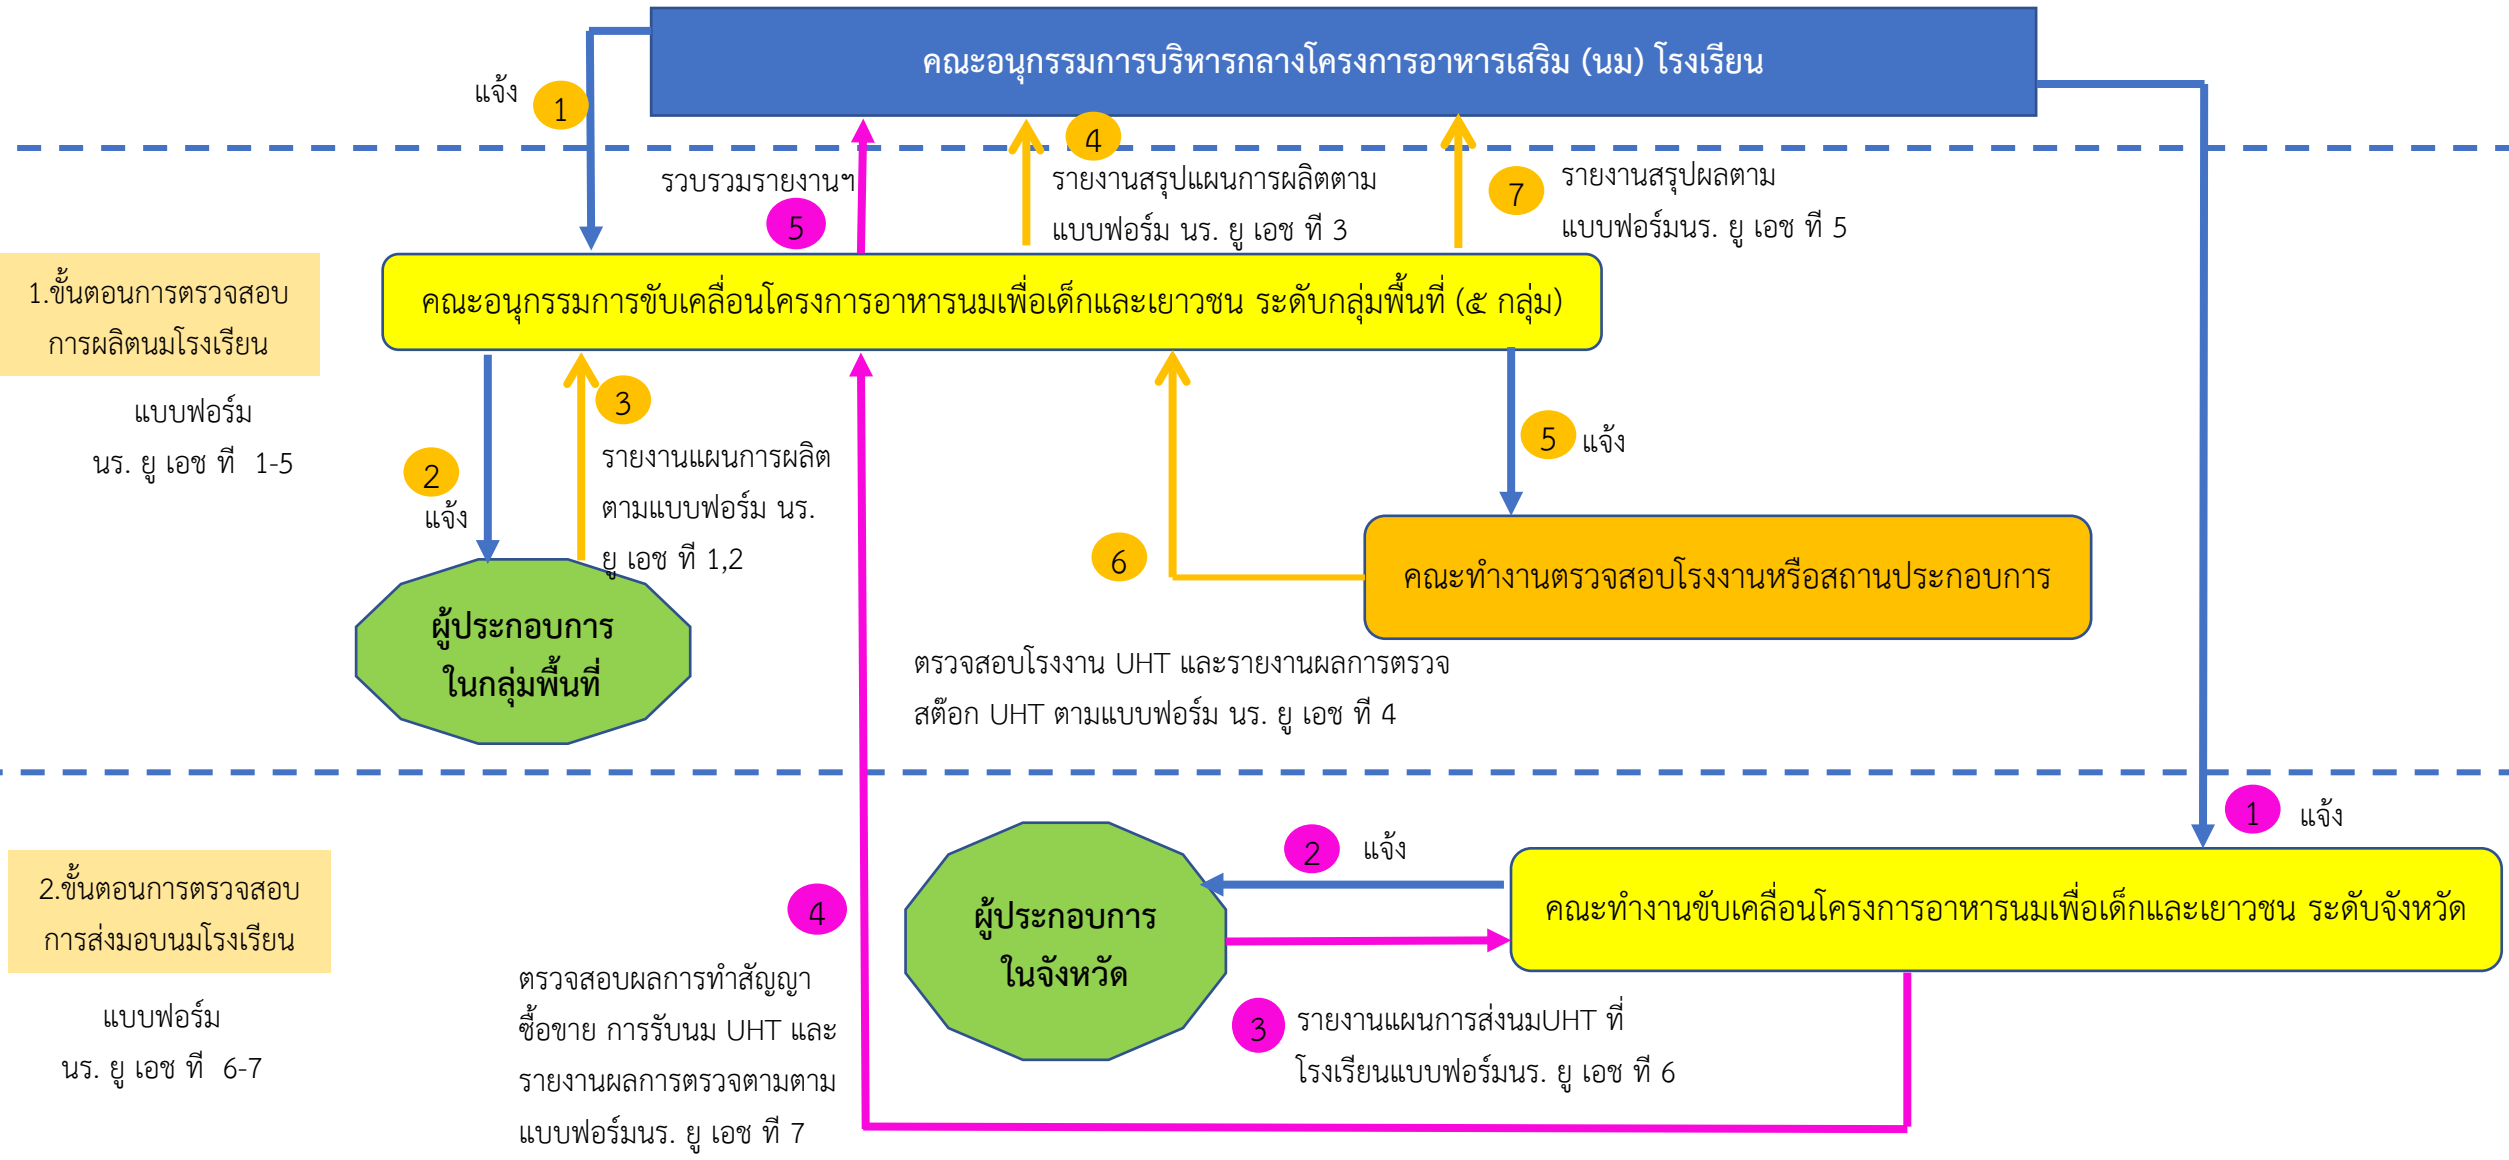 คณะอนุกรรมการบริหารกลางโครงการอาหารเสริม (นม) โรงเรียน
แจ้ง
1
4
รวบรวมรายงานฯ
5
รายงานสรุปแผนการผลิตตาม
แบบฟอร์ม นร. ยู เอช ที 3
7
รายงานสรุปผลตาม
แบบฟอร์มนร. ยู เอช ที 5
1.ขั้นตอนการตรวจสอบ
การผลิตนมโรงเรียน
แบบฟอร์ม
นร. ยู เอช ที 1-5
คณะอนุกรรมการขับเคลื่อนโครงการอาหารนมเพื่อเด็กและเยาวชน ระดับกลุ่มพื้นที่ (๕ กลุ่ม)
2
แจ้ง
3
รายงานแผนการผลิต
ตามแบบฟอร์ม นร.
ยู เอช ที 1,2
5 แจ้ง
6
คณะทำงานตรวจสอบโรงงานหรือสถานประกอบการ
ผู้ประกอบการ
ในกลุ่มพื้นที่
ตรวจสอบโรงงาน UHT และรายงานผลการตรวจ
สต๊อก UHT ตามแบบฟอร์ม นร. ยู เอช ที 4
1 แจ้ง
2 แจ้ง
2.ขั้นตอนการตรวจสอบ
การส่งมอบนมโรงเรียน
แบบฟอร์ม
นร. ยู เอช ที 6-7
4
ผู้ประกอบการ
ในจังหวัด
คณะทำงานขับเคลื่อนโครงการอาหารนมเพื่อเด็กและเยาวชน ระดับจังหวัด
ตรวจสอบผลการทำสัญญา
ซื้อขาย การรับนม UHT และ
รายงานผลการตรวจตามตาม
แบบฟอร์มนร. ยู เอช ที 7
3
รายงานแผนการส่งนมUHT ที่
โรงเรียนแบบฟอร์มนร. ยู เอช ที 6